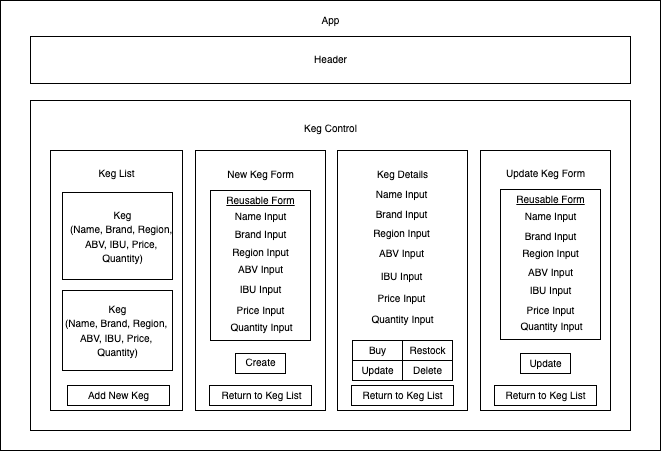 App
Header
Keg Control
Keg List
Keg
(Name, Brand, Region,
ABV, IBU, Price,
Quantity)
Keg
(Name, Brand, Region,
ABV, IBU, Price,
Quantity)
Add New Keg
New Keg Form
Reusable Form
Name Input
Brand Input
Region Input
ABV Input
IBU Input
Price Input
Quantity Input
Create
Return to Keg List
Keg Details
Name Input
Brand Input
Region Input
ABV Input
IBU Input
Price Input
Quantity Input
Buy
Restock
Update
Delete
Return to Keg List
Update Keg Form
Reusable Form
Name Input
Brand Input
Region Input
ABV Input
IBU Input
Price Input
Quantity Input
Update
Return to Keg List